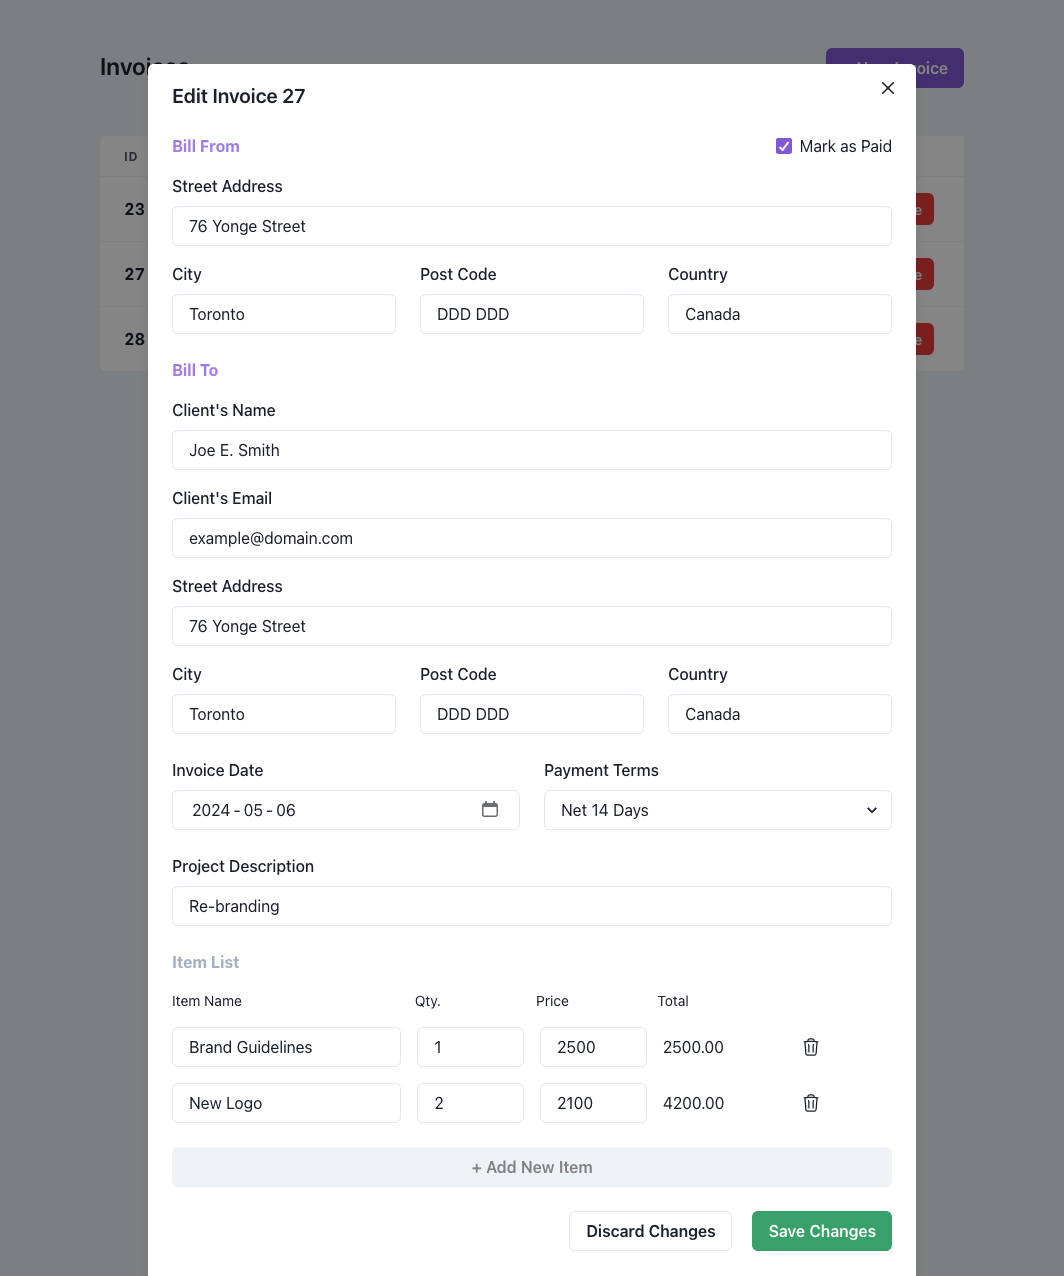 Invoices
Edit Invoice 27
Bill From
Mark as Paid
ID
Street Address
23
76 Yonge Street
City Post Code Country
27
Toronto DDD DDD Canada
28
Bill To
Client's Name
Joe E. Smith
Client's Email
example@domain.com
Street Address
76 Yonge Street
City Post Code Country
Toronto DDD DDD Canada
Invoice Date Payment Terms
2024-05-06 Net 14 Days
Project Description
Re-branding
Item List
Item Name Qty. Price Total
Brand Guidelines 1 2500 2500.00
New Logo 2 2100 4200.00
+ Add New Item
Discard Changes Save Changes